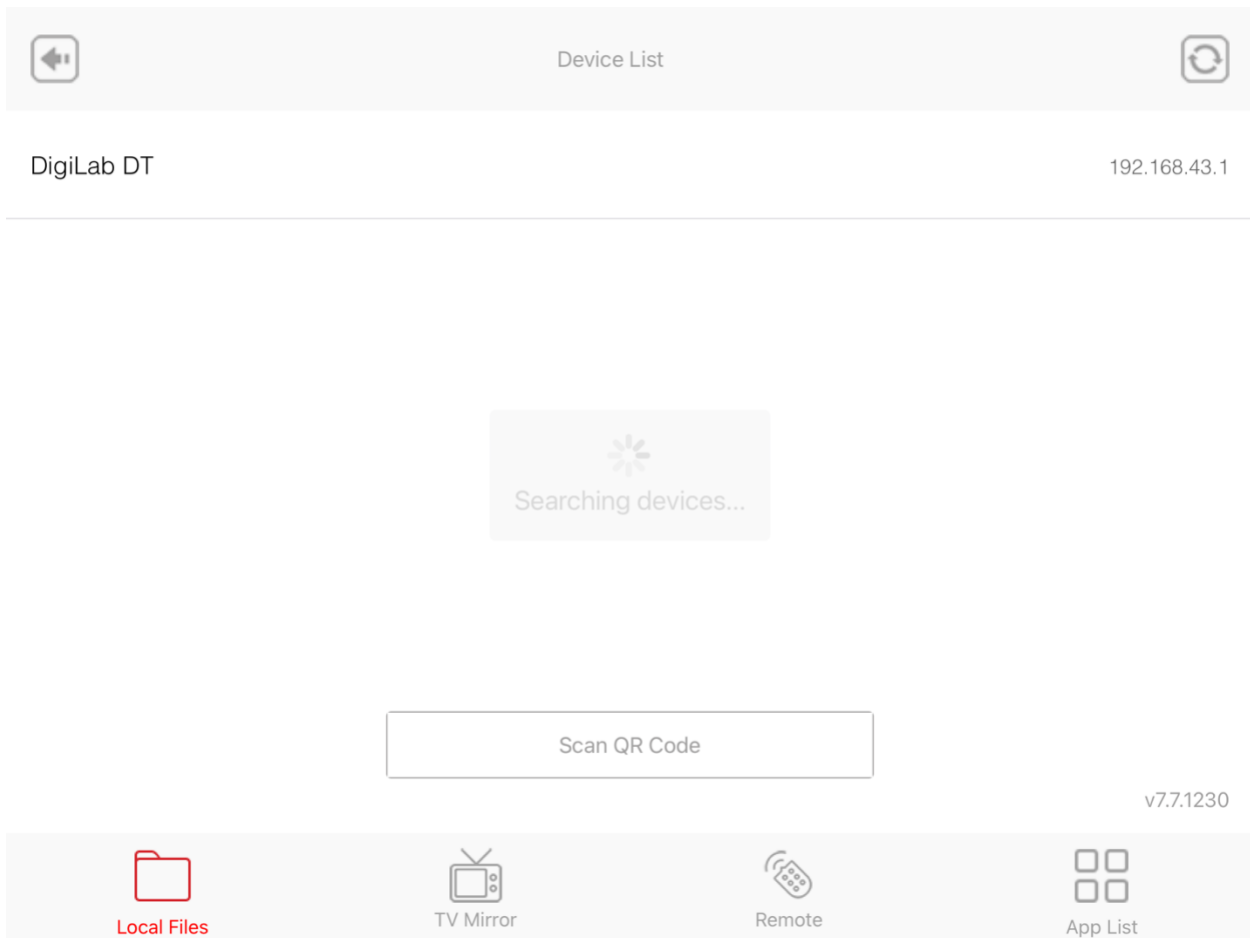 Device List
DigiLab DT 192.168.43.1
Searching devices...
Scan QR Code
v7.7.1230
Local Files TV Mirror Remote App List